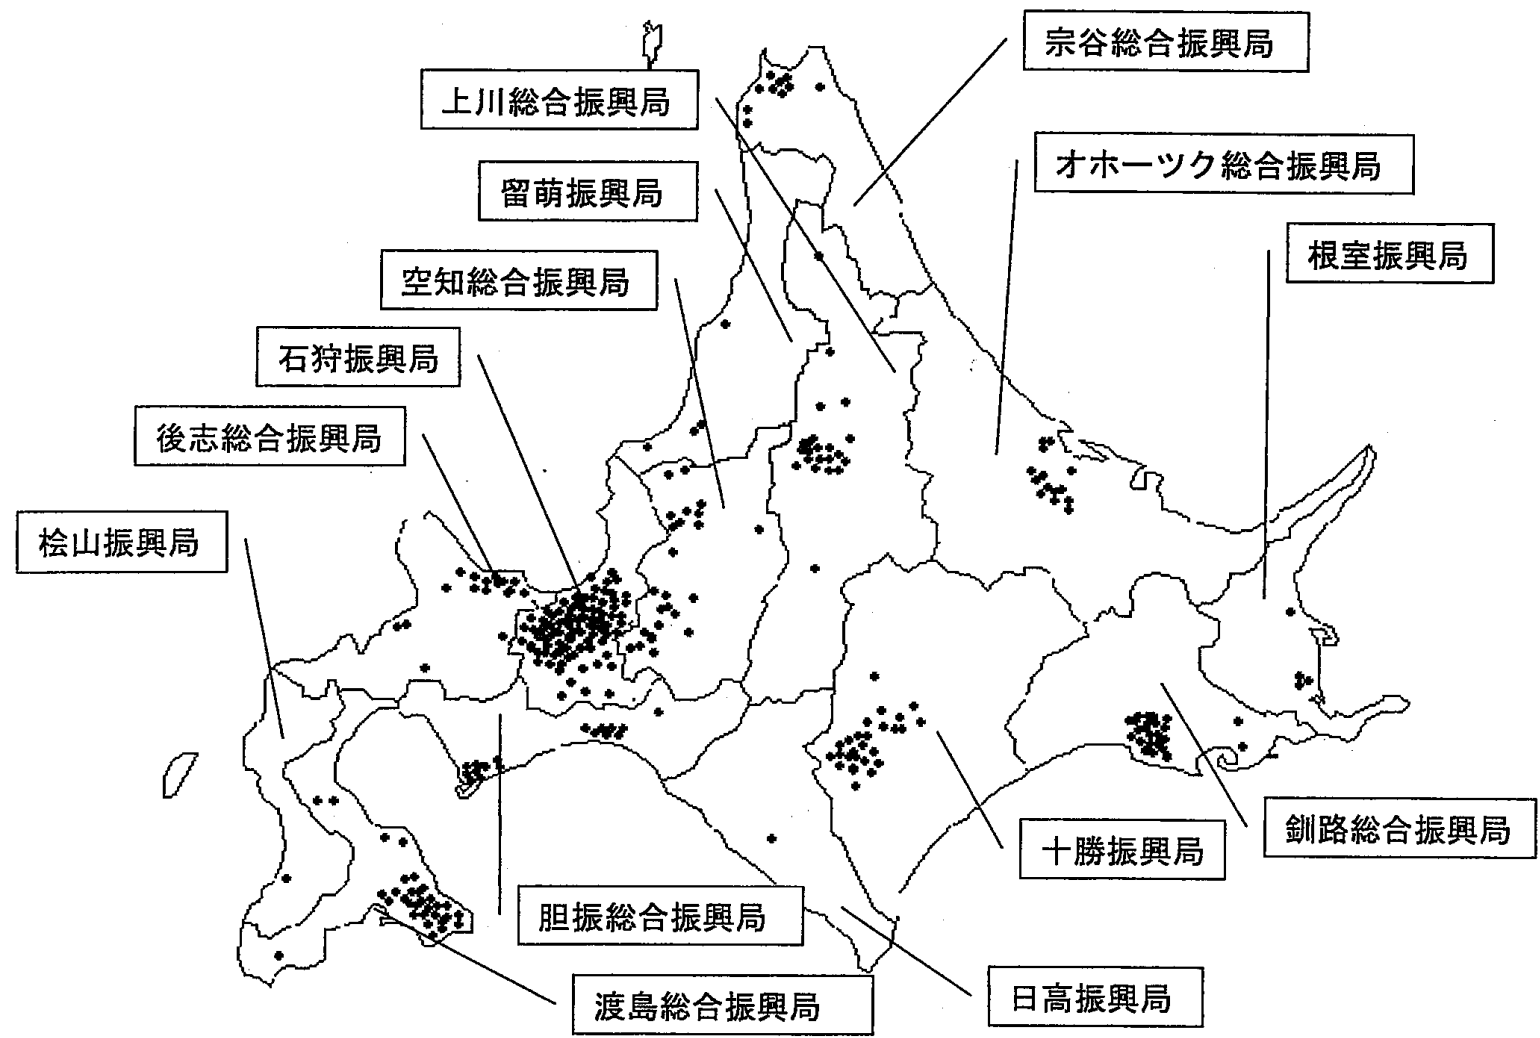 宗谷総合振興局
上川総合振興局
オホーツク総合振興局
留萌振興局
根室振興局
空知総合振興局
石狩振興局
後志総合振興局
桧山振興局
釧路総合振興局
十勝振興局
胆振総合振興局
日高振興局
渡島総合振興局